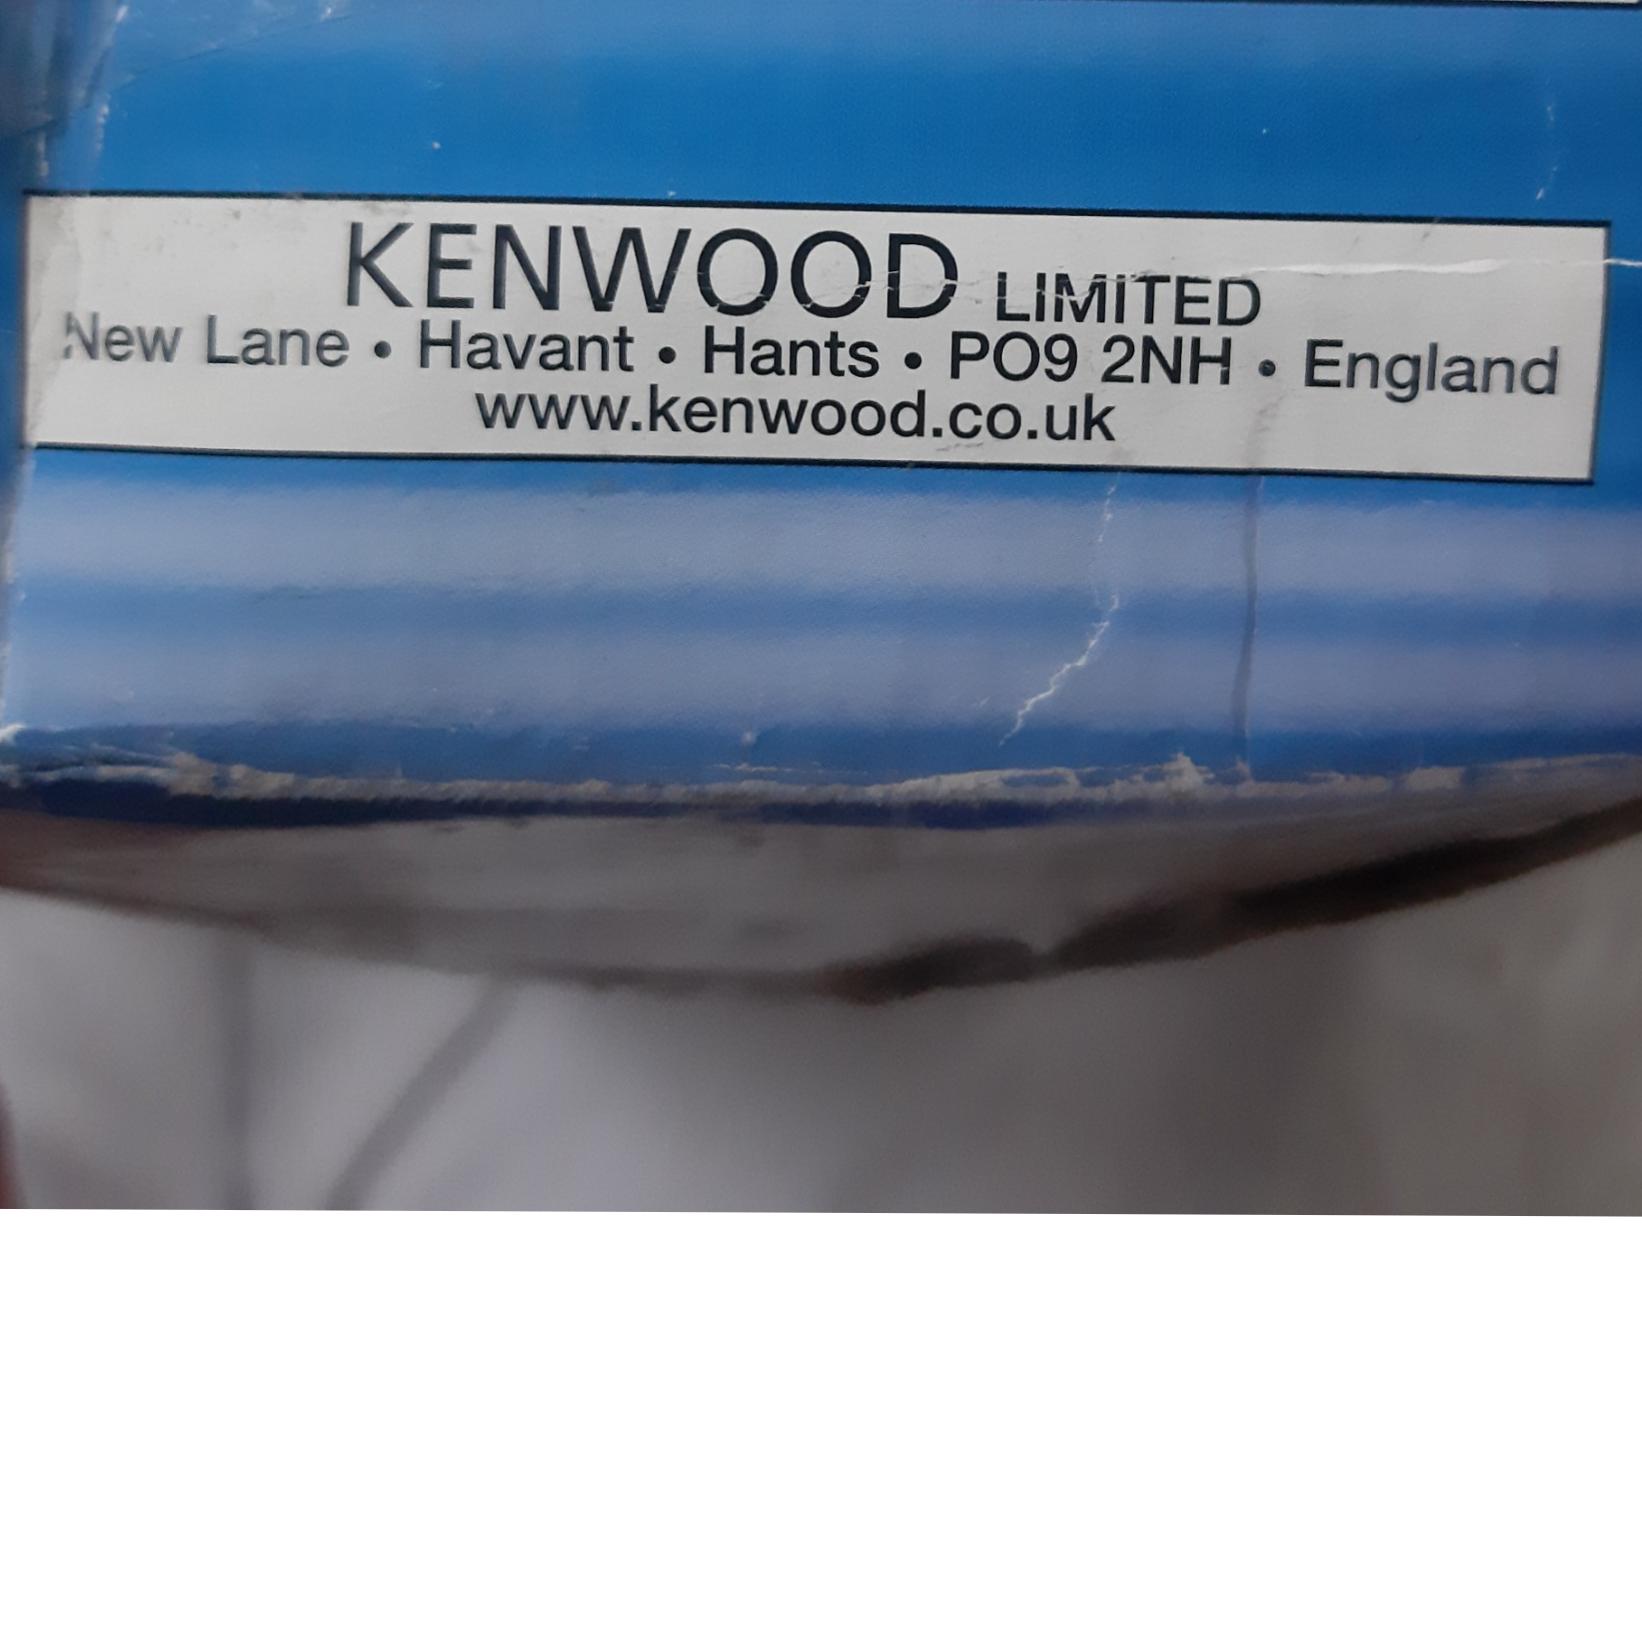 KENWOOD LIMITED
New Lane • Havant • Hants • PO9 2NH • England
www.kenwood.co.uk